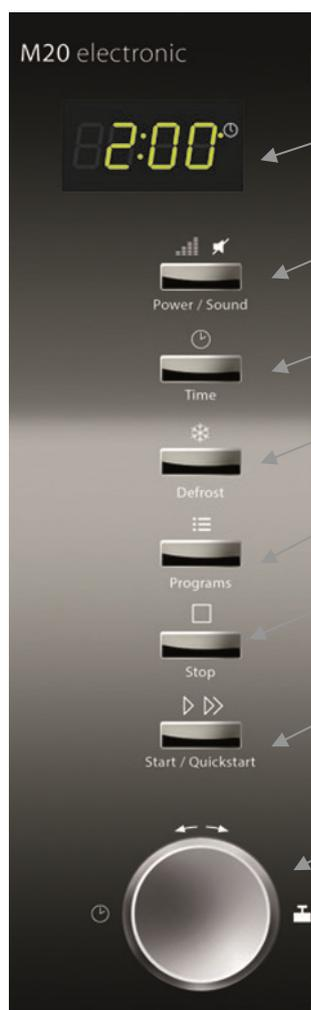 M20 electronic
2:00
Power / Sound
Time
Defrost
Programs
Stop
Start / Quickstart